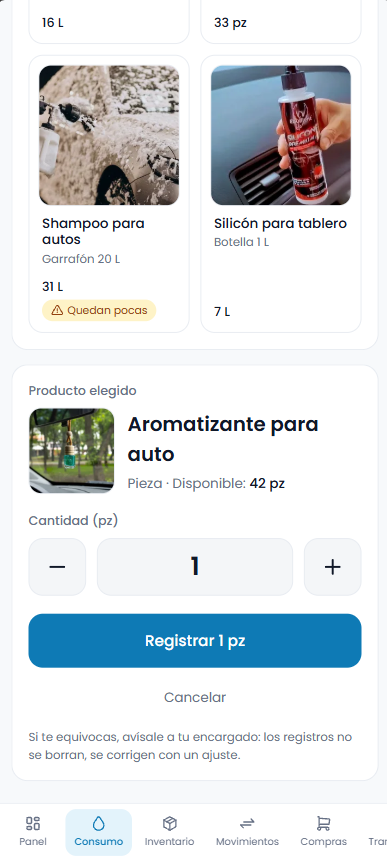 16 L
33 pz
Shampoo para
autos
Garrafón 20 L
31 L
Quedan pocas
Silicón para tablero
Botella 1 L
7 L
Producto elegido
Aromatizante para
auto
Pieza · Disponible: 42 pz
Cantidad (pz)
− 1 +
Registrar 1 pz
Cancelar
Si te equivocas, avísale a tu encargado: los registros no
se borran, se corrigen con un ajuste.
Panel
Consumo
Inventario
Movimientos
Compras
Tran